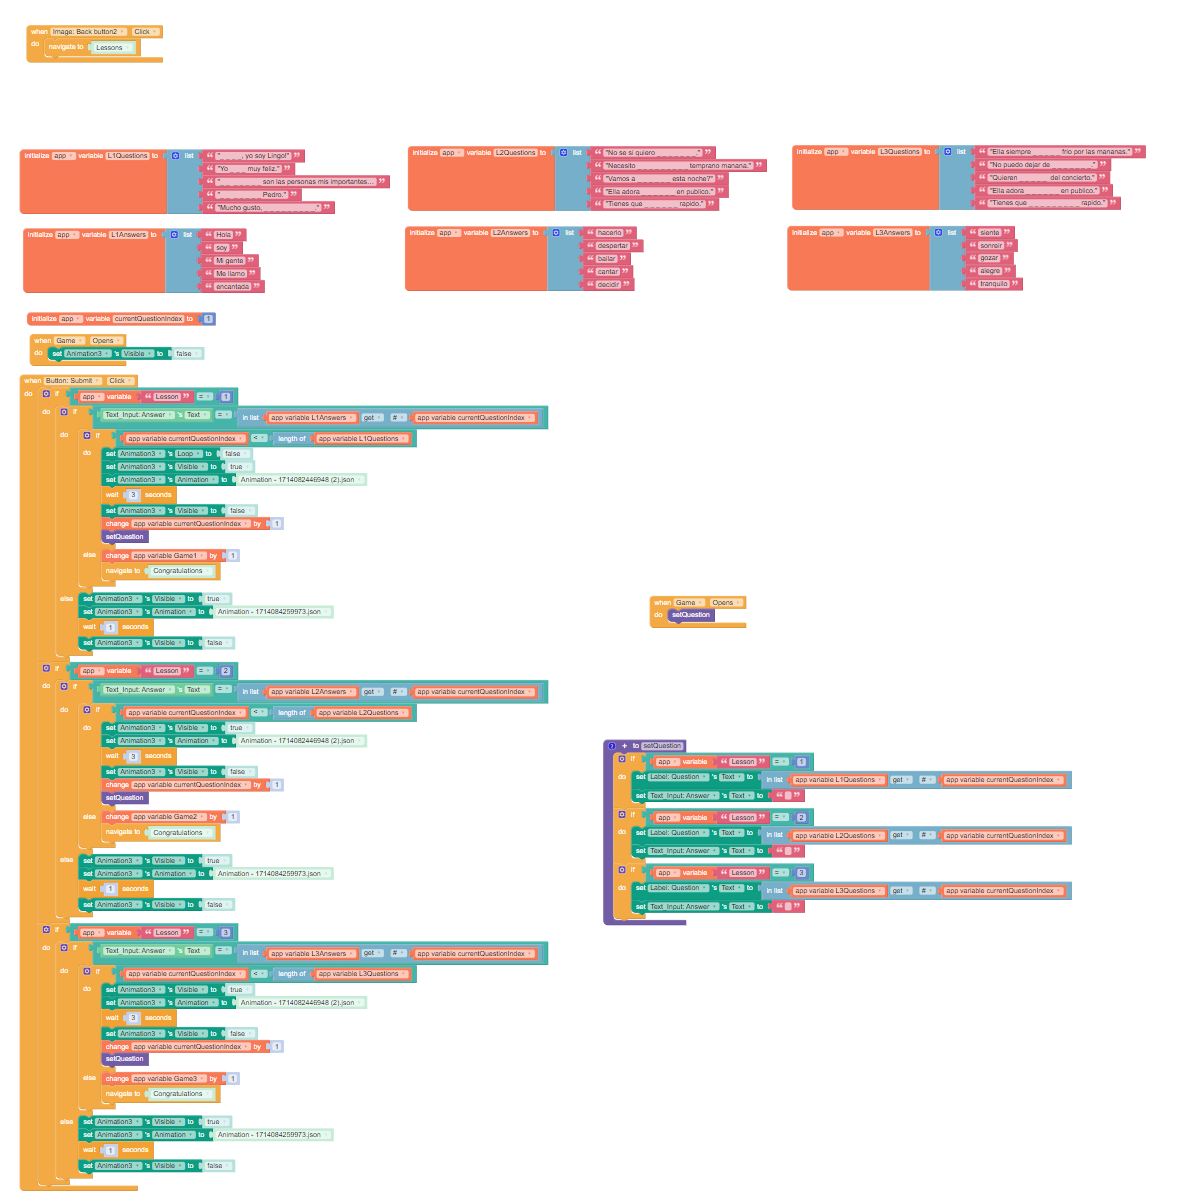 when Image: Back button2 Click
do navigate to Lessons
initialize app variable L1Questions to list
" "______, yo soy Lingo!" "
" "Yo ____ muy feliz." "
" "__________ son las personas mis importantes... "
" "__________ Pedro." "
" "Mucho gusto, _____________." "
initialize app variable L2Questions to list
" "No se si quiero __________." "
" "Necesito ____________ temprano manana." "
" "Vamos a ________ esta noche?" "
" "Ella adora _________ en publico." "
" "Tienes que ________ rapido." "
initialize app variable L3Questions to list
" "Ella siempre ________ frio por las mananas." "
" "No puedo dejar de __________." "
" "Quieren ________ del concierto." "
" "Ella adora ________ en publico." "
" "Tienes que ____________ rapido." "
initialize app variable L1Answers to list
" Hola "
" soy "
" Mi gente "
" Me llamo "
" encantada "
initialize app variable L2Answers to list
" hacerlo "
" despertar "
" bailar "
" cantar "
" decidir "
initialize app variable L3Answers to list
" siente "
" sonreir "
" gozar "
" alegre "
" tranquilo "
initialize app variable currentQuestionIndex to 1
when Game Opens
do set Animation3 's Visible to false
when Button: Submit Click
do if app variable " Lesson " = 1
do if Text_Input: Answer 's Text = in list app variable L1Answers get # app variable currentQuestionIndex
do if app variable currentQuestionIndex < length of app variable L1Questions
do set Animation3 's Loop to false
set Animation3 's Visible to true
set Animation3 's Animation to Animation - 1714082446948 (2).json
wait 3 seconds
set Animation3 's Visible to false
change app variable currentQuestionIndex by 1
setQuestion
else change app variable Game1 by 1
navigate to Congratulations
else set Animation3 's Visible to true
set Animation3 's Animation to Animation - 1714084259973.json
wait 1 seconds
set Animation3 's Visible to false
if app variable " Lesson " = 2
do if Text_Input: Answer 's Text = in list app variable L2Answers get # app variable currentQuestionIndex
do if app variable currentQuestionIndex < length of app variable L2Questions
do set Animation3 's Visible to true
set Animation3 's Animation to Animation - 1714082446948 (2).json
wait 3 seconds
set Animation3 's Visible to false
change app variable currentQuestionIndex by 1
setQuestion
else change app variable Game2 by 1
navigate to Congratulations
else set Animation3 's Visible to true
set Animation3 's Animation to Animation - 1714084259973.json
wait 1 seconds
set Animation3 's Visible to false
if app variable " Lesson " = 3
do if Text_Input: Answer 's Text = in list app variable L3Answers get # app variable currentQuestionIndex
do if app variable currentQuestionIndex < length of app variable L3Questions
do set Animation3 's Visible to true
set Animation3 's Animation to Animation - 1714082446948 (2).json
wait 3 seconds
set Animation3 's Visible to false
change app variable currentQuestionIndex by 1
setQuestion
else change app variable Game3 by 1
navigate to Congratulations
else set Animation3 's Visible to true
set Animation3 's Animation to Animation - 1714084259973.json
wait 1 seconds
set Animation3 's Visible to false
when Game Opens
do setQuestion
? + to setQuestion
if app variable " Lesson " = 1
do set Label: Question 's Text to in list app variable L1Questions get # app variable currentQuestionIndex
set Text_Input: Answer 's Text to " "
if app variable " Lesson " = 2
do set Label: Question 's Text to in list app variable L2Questions get # app variable currentQuestionIndex
set Text_Input: Answer 's Text to " "
if app variable " Lesson " = 3
do set Label: Question 's Text to in list app variable L3Questions get # app variable currentQuestionIndex
set Text_Input: Answer 's Text to " "